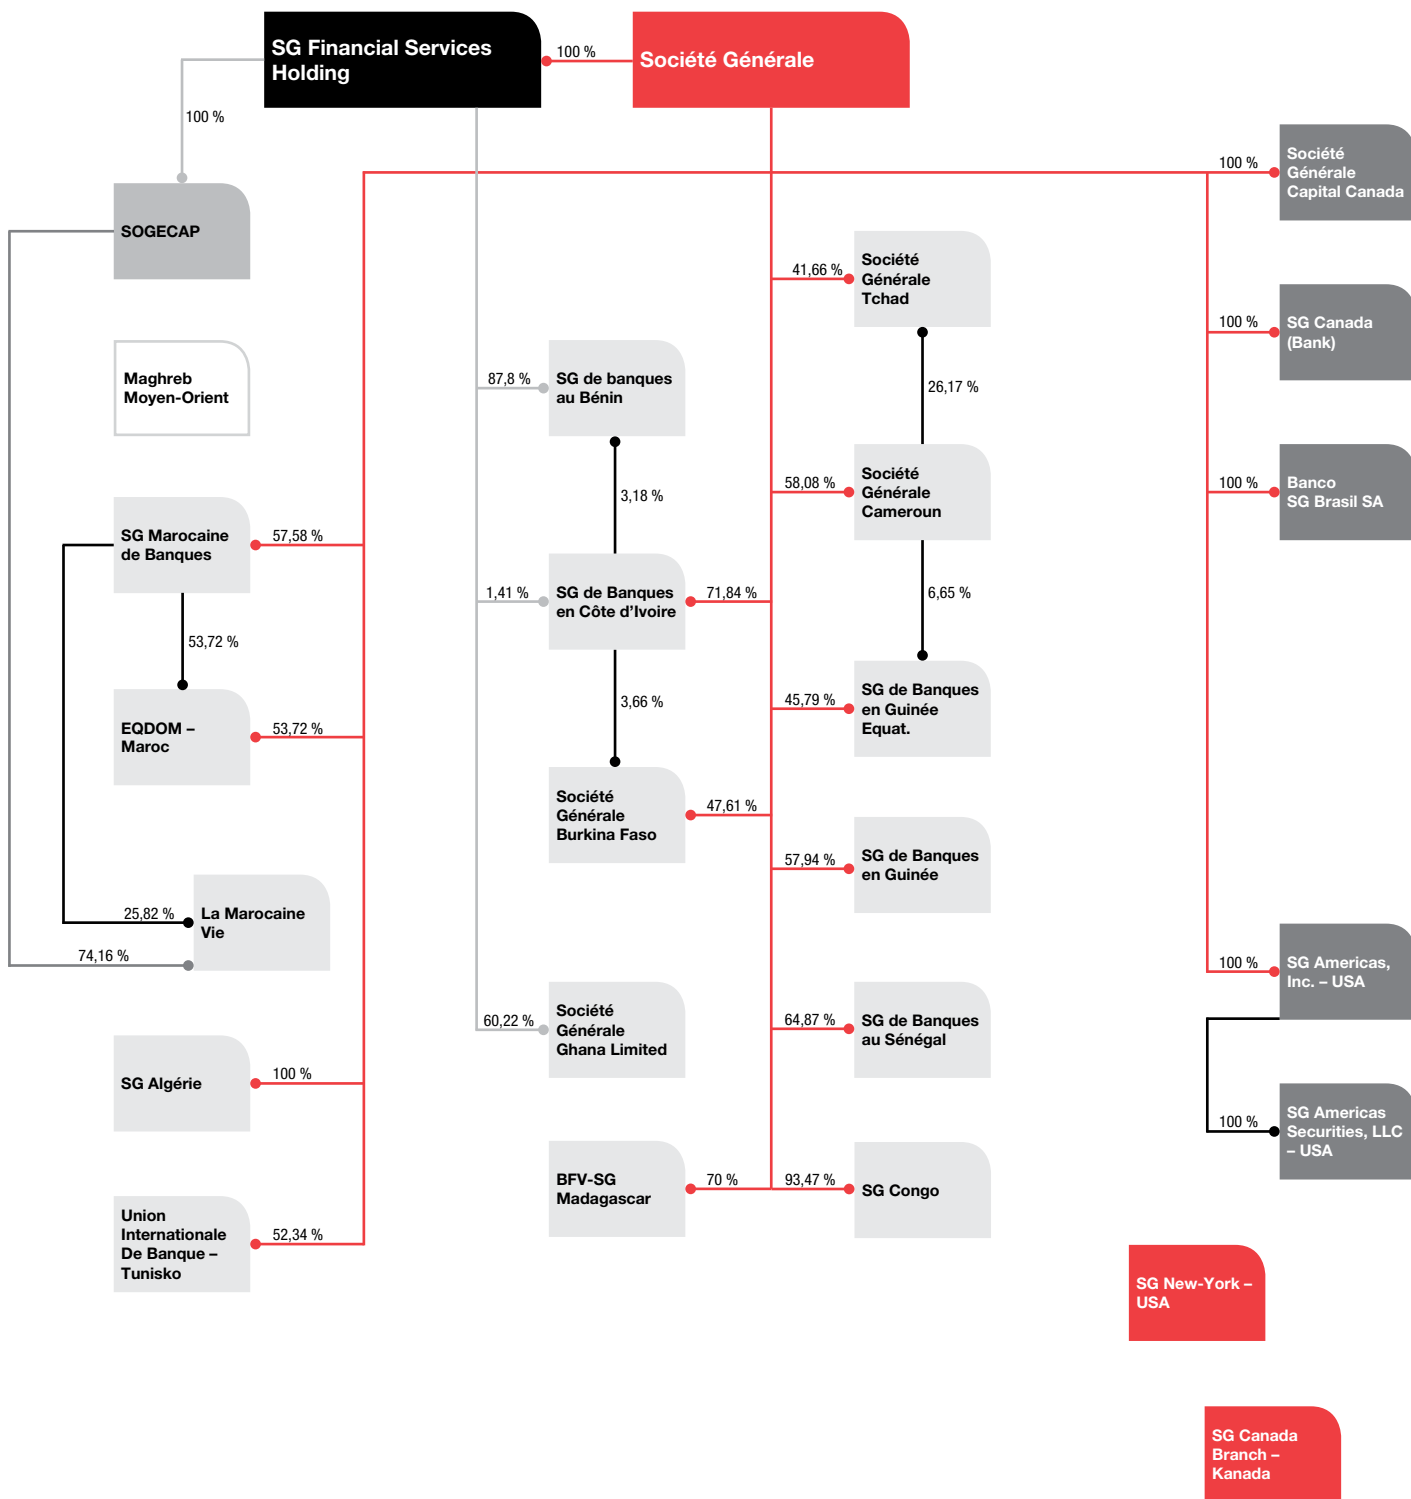 SG Financial Services
Holding
100 %
Société Générale
100 %
SOGECAP
Maghreb
Moyen-Orient
SG Marocaine
de Banques
57,58 %
53,72 %
EQDOM –
Maroc
53,72 %
25,82 %
La Marocaine
Vie
74,16 %
SG Algérie
100 %
Union
Internationale
De Banque –
Tunisko
52,34 %
87,8 %
SG de banques
au Bénin
3,18 %
1,41 %
SG de Banques
en Côte d’Ivoire
71,84 %
3,66 %
Société
Générale
Burkina Faso
47,61 %
60,22 %
Société
Générale
Ghana Limited
BFV-SG
Madagascar
70 %
41,66 %
Société
Générale
Tchad
26,17 %
58,08 %
Société
Générale
Cameroun
6,65 %
45,79 %
SG de Banques
en Guinée
Equat.
57,94 %
SG de Banques
en Guinée
64,87 %
SG de Banques
au Sénégal
93,47 %
SG Congo
100 %
Société
Générale
Capital Canada
100 %
SG Canada
(Bank)
100 %
Banco
SG Brasil SA
100 %
SG Americas,
Inc. – USA
100 %
SG Americas
Securities, LLC
– USA
SG New-York –
USA
SG Canada
Branch –
Kanada